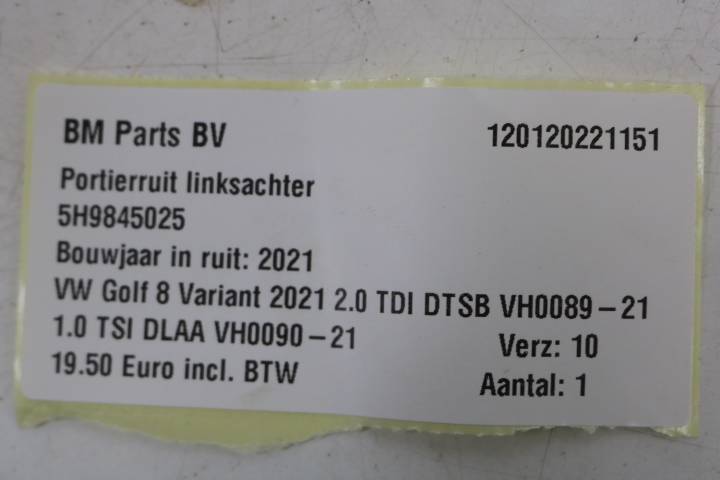 BM Parts BV 120120221151
Portierruit linksachter
5H9845025
Bouwjaar in ruit: 2021
VW Golf 8 Variant 2021 2.0 TDI DTSB VH0089-21
1.0 TSI DLAA VH0090-21 Verz: 10
19.50 Euro incl. BTW Aantal: 1